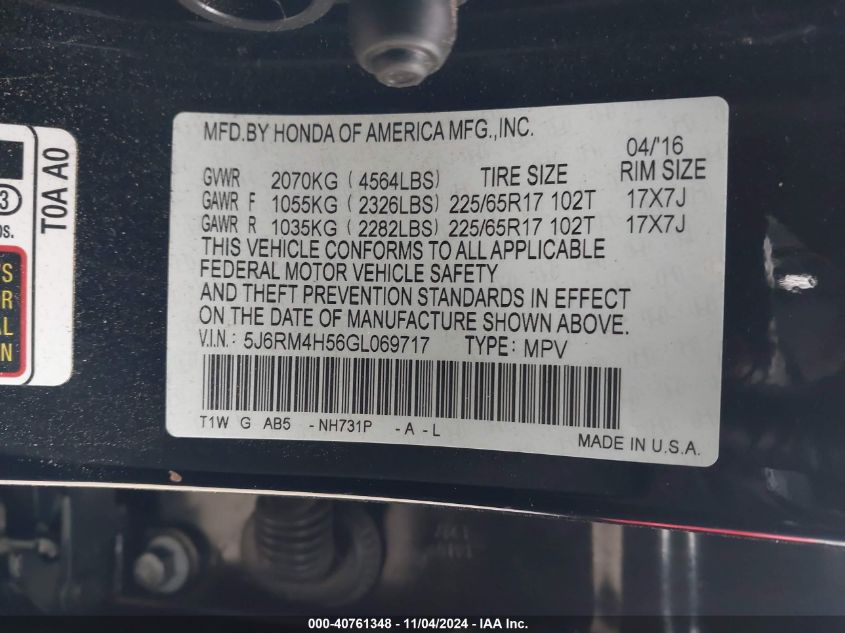 MFD.BY HONDA OF AMERICA MFG.,INC.
04/'16
GVWR 2070KG ( 4564LBS) TIRE SIZE RIM SIZE
GAWR F 1055KG ( 2326LBS) 225/65R17 102T 17X7J
GAWR R 1035KG ( 2282LBS) 225/65R17 102T 17X7J
THIS VEHICLE CONFORMS TO ALL APPLICABLE
FEDERAL MOTOR VEHICLE SAFETY
AND THEFT PREVENTION STANDARDS IN EFFECT
ON THE DATE OF MANUFACTURE SHOWN ABOVE.
V.I.N.: 5J6RM4H56GL069717 TYPE: MPV
T1W G AB5 -NH731P -A -L
MADE IN U.S.A.
T0A A0
3
000-40761348 - 11/04/2024 - IAA Inc.